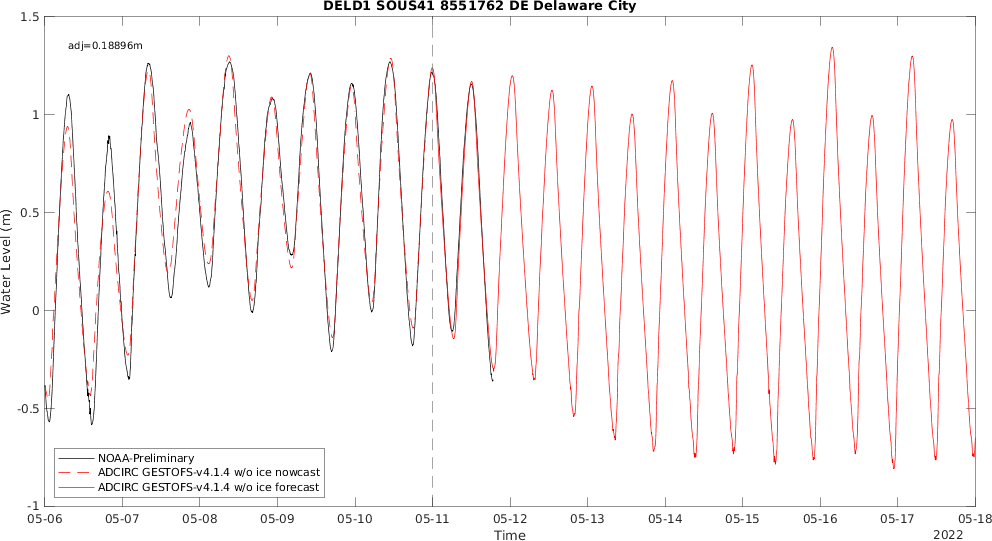 DELD1 SOUS41 8551762 DE Delaware City
adj=0.18896m
1.5
1
0.5
0
-0.5
-1
Water Level (m)
NOAA-Preliminary
ADCIRC GESTOFS-v4.1.4 w/o ice nowcast
ADCIRC GESTOFS-v4.1.4 w/o ice forecast
05-06 05-07 05-08 05-09 05-10 05-11 05-12 05-13 05-14 05-15 05-16 05-17 05-18
Time
2022